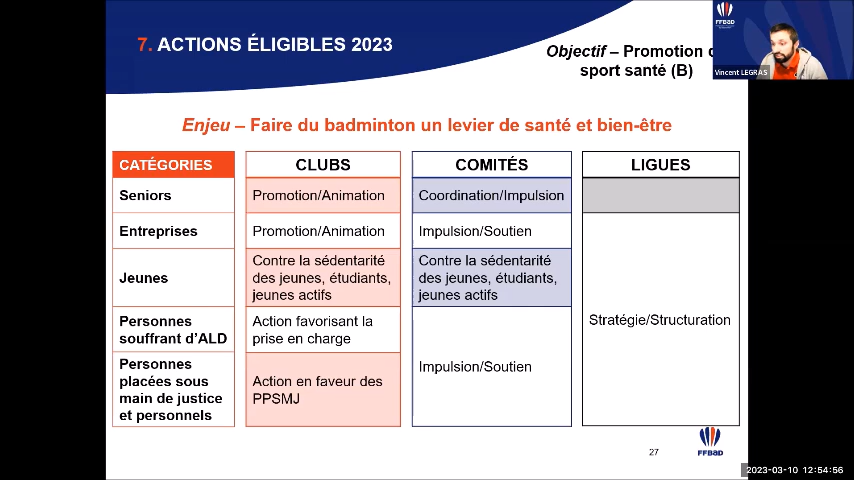 7. ACTIONS ÉLIGIBLES 2023
Objectif – Promotion
sport santé (B)
FFBaD
Vincent LEGRAS
Enjeu – Faire du badminton un levier de santé et bien-être
CATÉGORIES
CLUBS
COMITÉS
LIGUES
Seniors
Promotion/Animation
Coordination/Impulsion
Entreprises
Promotion/Animation
Impulsion/Soutien
Jeunes
Contre la sédentarité
des jeunes, étudiants,
jeunes actifs
Contre la sédentarité
des jeunes, étudiants,
jeunes actifs
Stratégie/Structuration
Personnes
souffrant d'ALD
Action favorisant la
prise en charge
Impulsion/Soutien
Personnes
placées sous
main de justice
et personnels
Action en faveur des
PPSMJ
27
FFBaD
2023-03-10 12:54:56